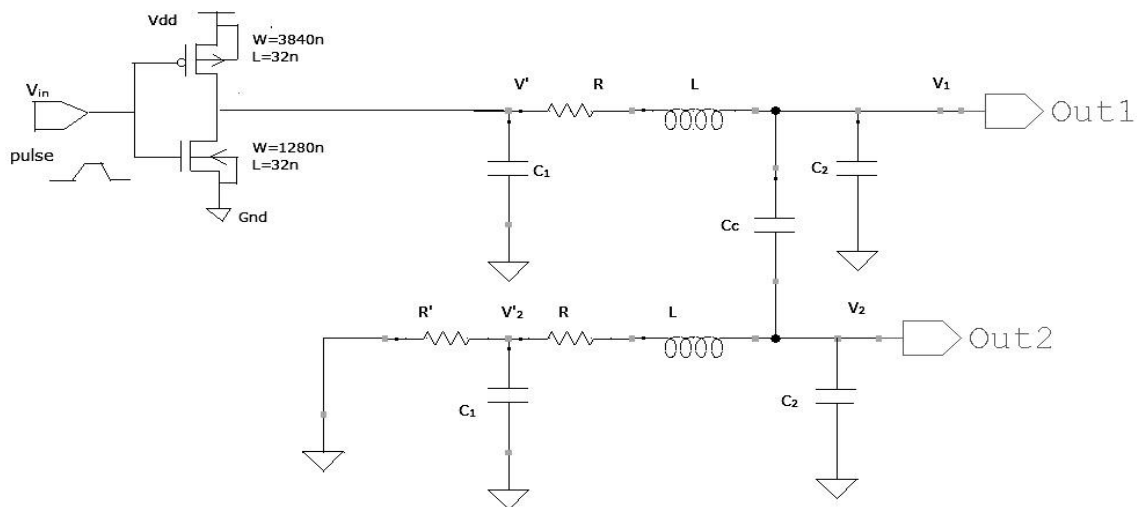 Vdd
W=3840n
L=32n
Vin
pulse
W=1280n
L=32n
Gnd
V'
R
L
V₁
Out1
C₁
C₂
Cc
R'
V'₂
R
L
V₂
Out2
C₁
C₂